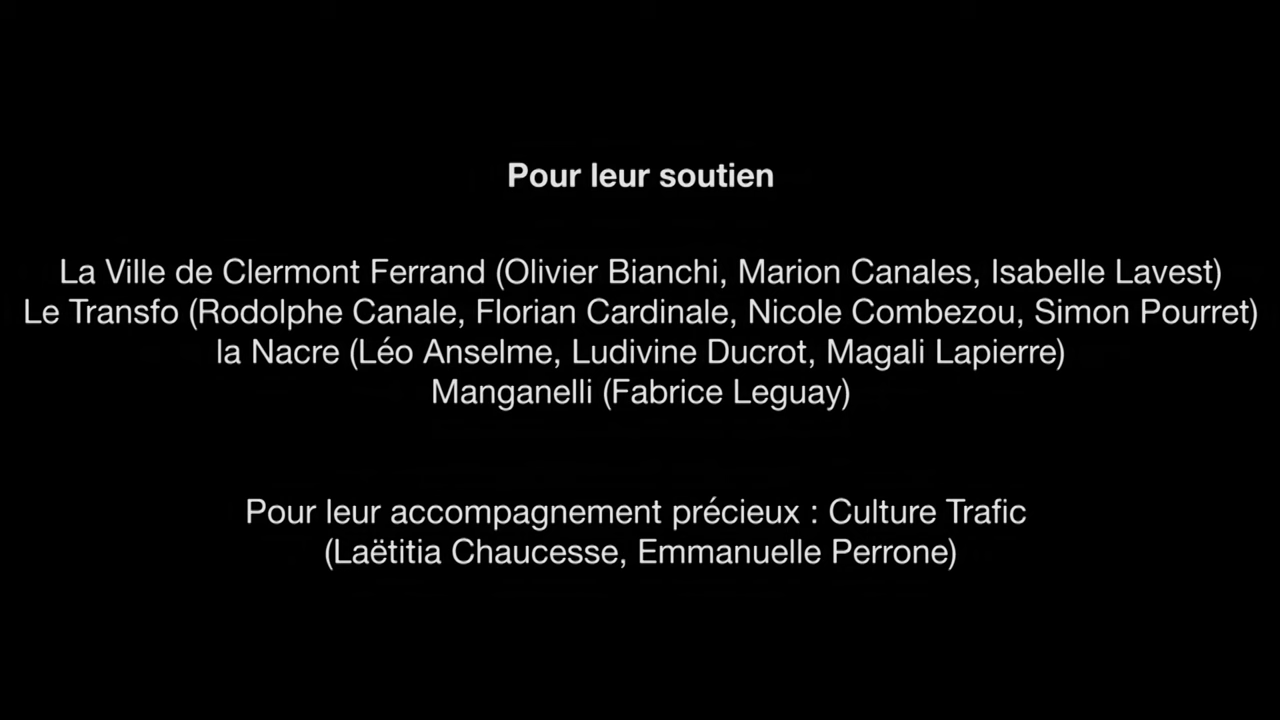 Pour leur soutien
La Ville de Clermont Ferrand (Olivier Bianchi, Marion Canales, Isabelle Lavest)
Le Transfo (Rodolphe Canale, Florian Cardinale, Nicole Combezou, Simon Pourret)
la Nacre (Léo Anselme, Ludivine Ducrot, Magali Lapierre)
Manganelli (Fabrice Leguay)
Pour leur accompagnement précieux : Culture Trafic
(Laëtitia Chaucesse, Emmanuelle Perrone)